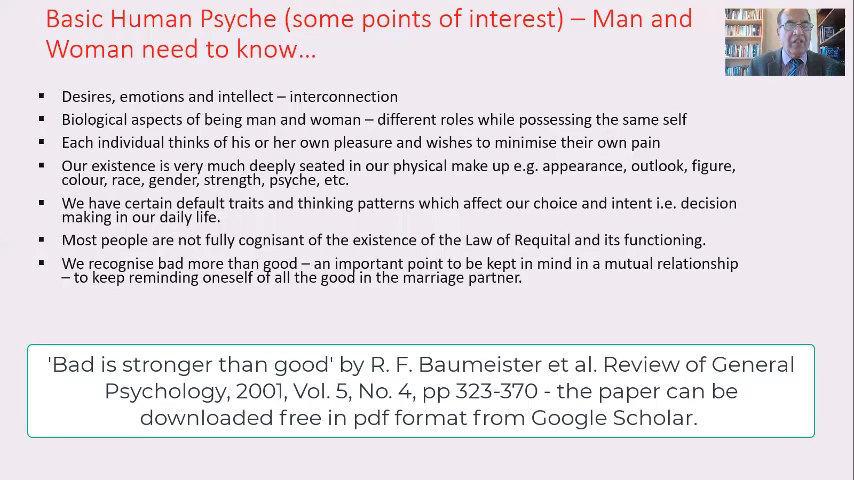 Basic Human Psyche (some points of interest) – Man and
Woman need to know…
▪ Desires, emotions and intellect – interconnection
▪ Biological aspects of being man and woman – different roles while possessing the same self
▪ Each individual thinks of his or her own pleasure and wishes to minimise their own pain
▪ Our existence is very much deeply seated in our physical make up e.g. appearance, outlook, figure,
colour, race, gender, strength, psyche, etc.
▪ We have certain default traits and thinking patterns which affect our choice and intent i.e. decision
making in our daily life.
▪ Most people are not fully cognisant of the existence of the Law of Requital and its functioning.
▪ We recognise bad more than good – an important point to be kept in mind in a mutual relationship
– to keep reminding oneself of all the good in the marriage partner.
'Bad is stronger than good' by R. F. Baumeister et al. Review of General
Psychology, 2001, Vol. 5, No. 4, pp 323-370 - the paper can be
downloaded free in pdf format from Google Scholar.